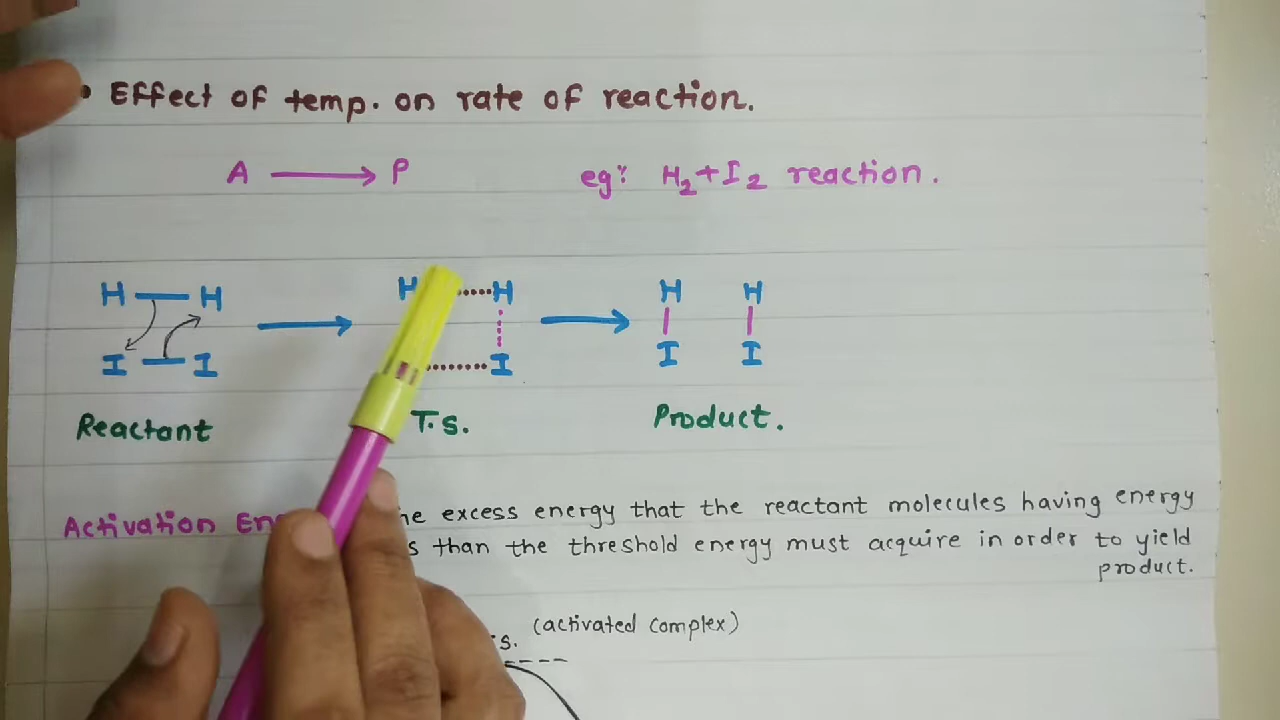 • Effect of temp. on rate of reaction.
A ⟶ P eg: H2+I2 reaction.
H — H ⟶ H ..... H ⟶ H H
I — I ....... I I I
Reactant T.S. Product.
Activation he excess energy that the reactant molecules having energy
s than the threshold energy must acquire in order to yield
product.
(activated complex)